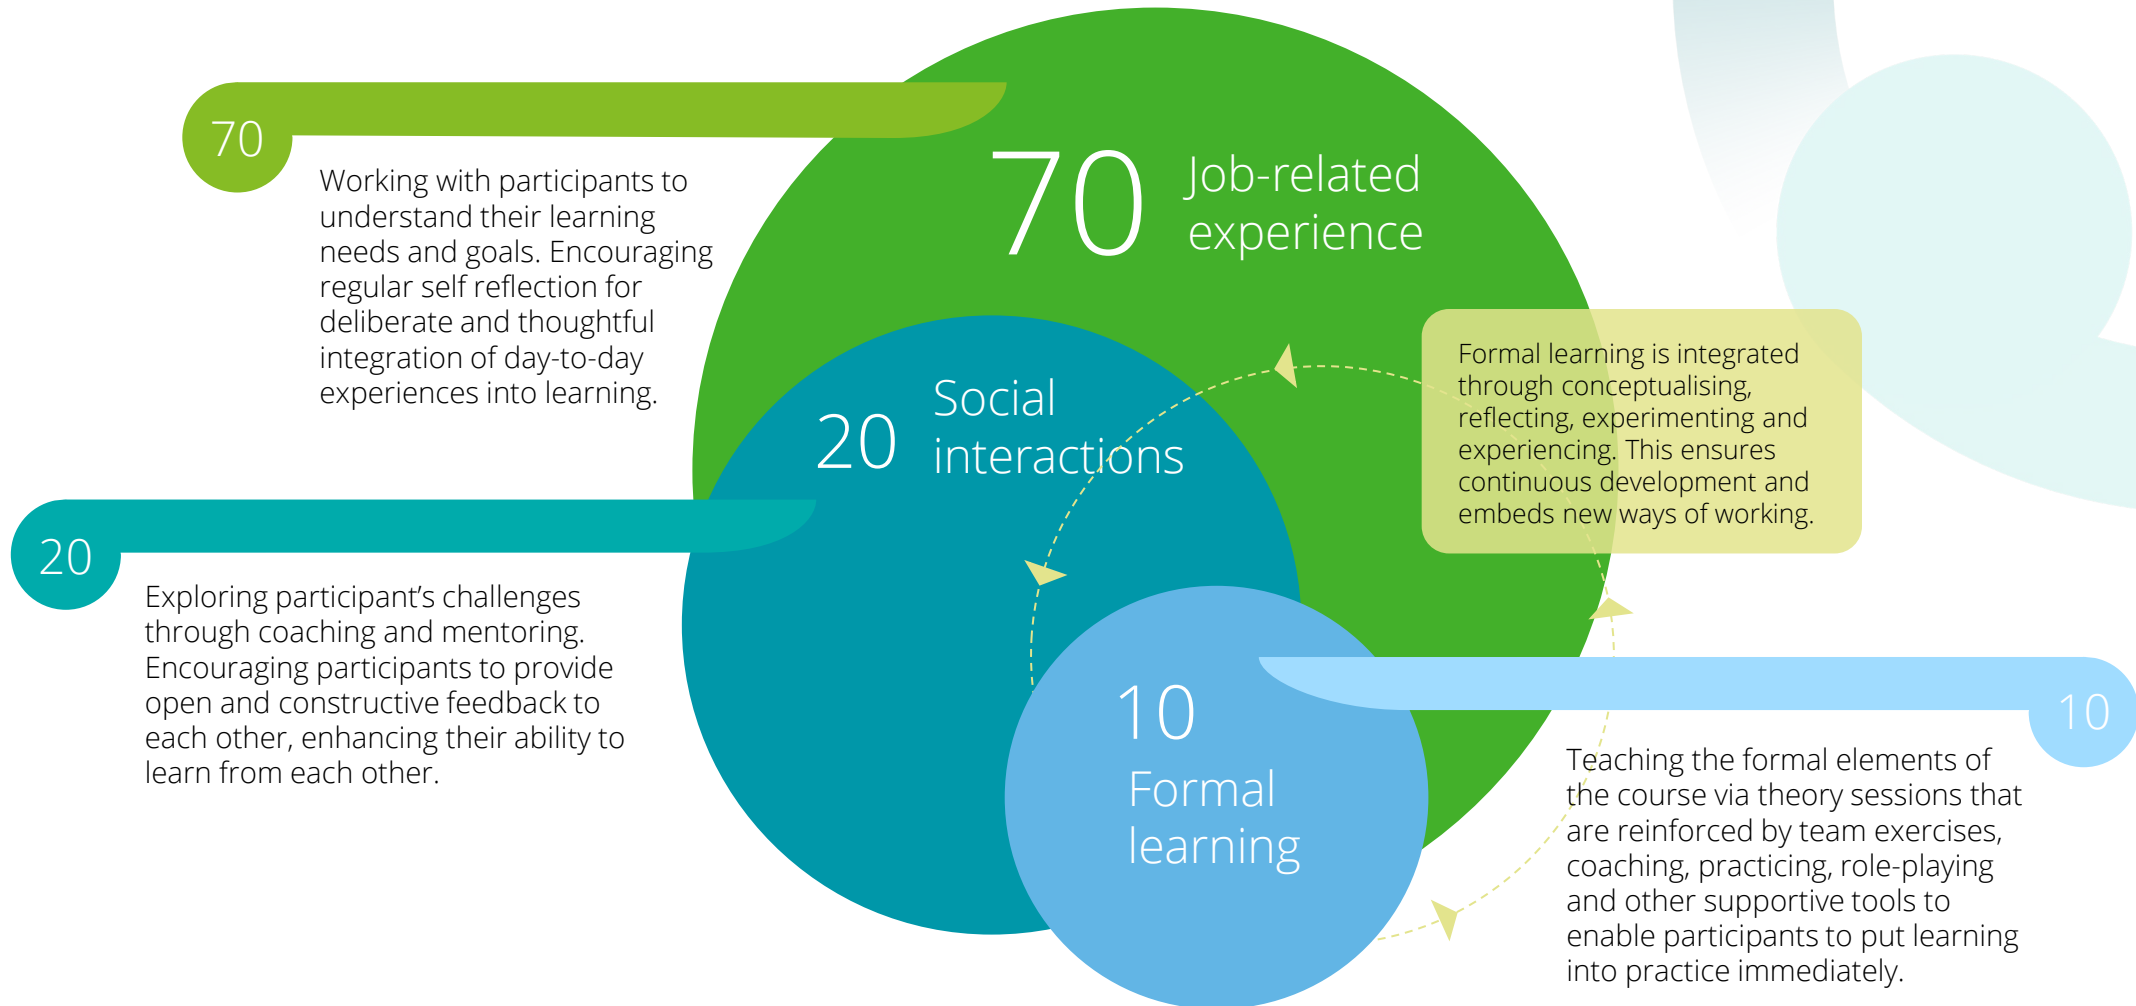 70
Working with participants to
understand their learning
needs and goals. Encouraging
regular self reflection for
deliberate and thoughtful
integration of day-to-day
experiences into learning.
70
Job-related
experience
20
Social
interactions
Formal learning is integrated
through conceptualising,
reflecting, experimenting and
experiencing. This ensures
continuous development and
embeds new ways of working.
20
Exploring participant’s challenges
through coaching and mentoring.
Encouraging participants to provide
open and constructive feedback to
each other, enhancing their ability to
learn from each other.
10
Formal
learning
10
Teaching the formal elements of
the course via theory sessions that
are reinforced by team exercises,
coaching, practicing, role-playing
and other supportive tools to
enable participants to put learning
into practice immediately.